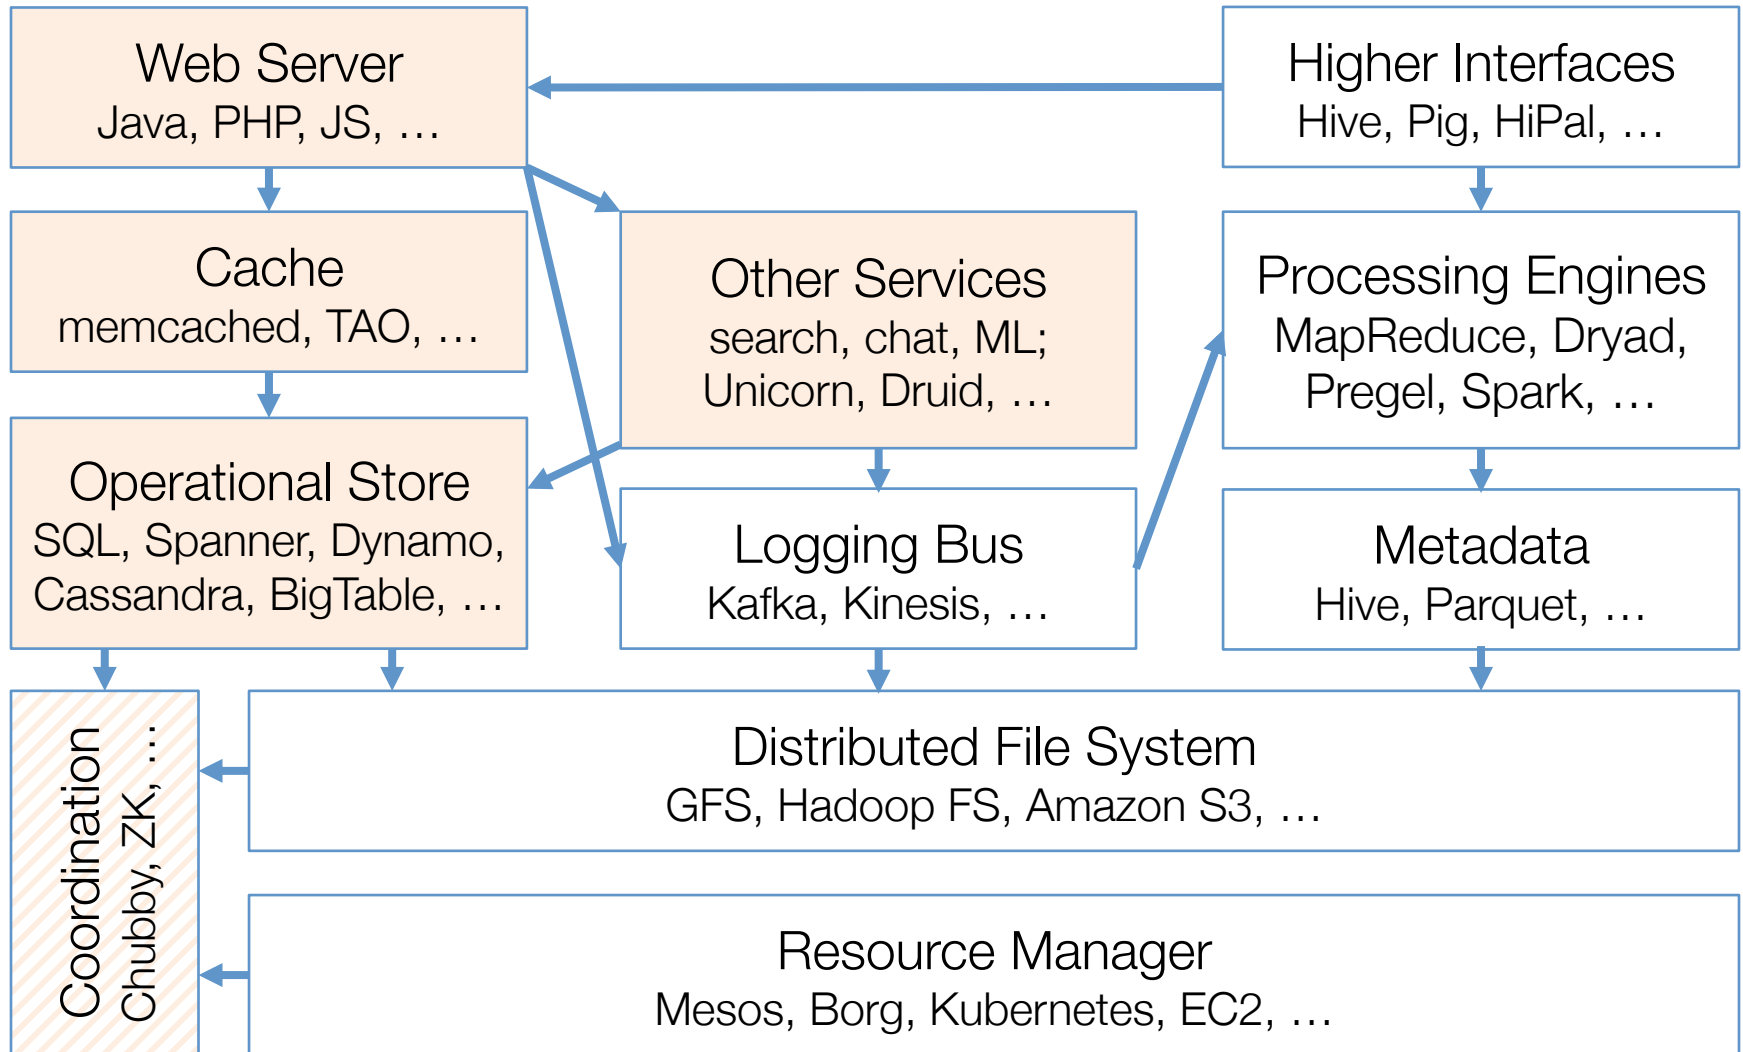 Web Server
Java, PHP, JS, …
Higher Interfaces
Hive, Pig, HiPal, …
Cache
memcached, TAO, …
Other Services
search, chat, ML;
Unicorn, Druid, …
Processing Engines
MapReduce, Dryad,
Pregel, Spark, …
Operational Store
SQL, Spanner, Dynamo,
Cassandra, BigTable, …
Logging Bus
Kafka, Kinesis, …
Metadata
Hive, Parquet, …
Coordination
Chubby, ZK, …
Distributed File System
GFS, Hadoop FS, Amazon S3, …
Resource Manager
Mesos, Borg, Kubernetes, EC2, …